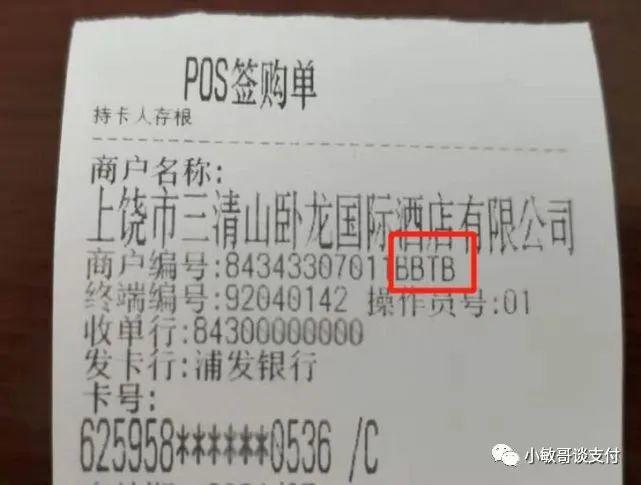 POS签购单
持卡人存根
商户名称:
上饶市三清山卧龙国际酒店有限公司
商户编号:84343307011BBTB
终端编号:92040142 操作员号:01
收单行:84300000000
发卡行:浦发银行
卡号:
625958******0536 /C
小敏哥谈支付